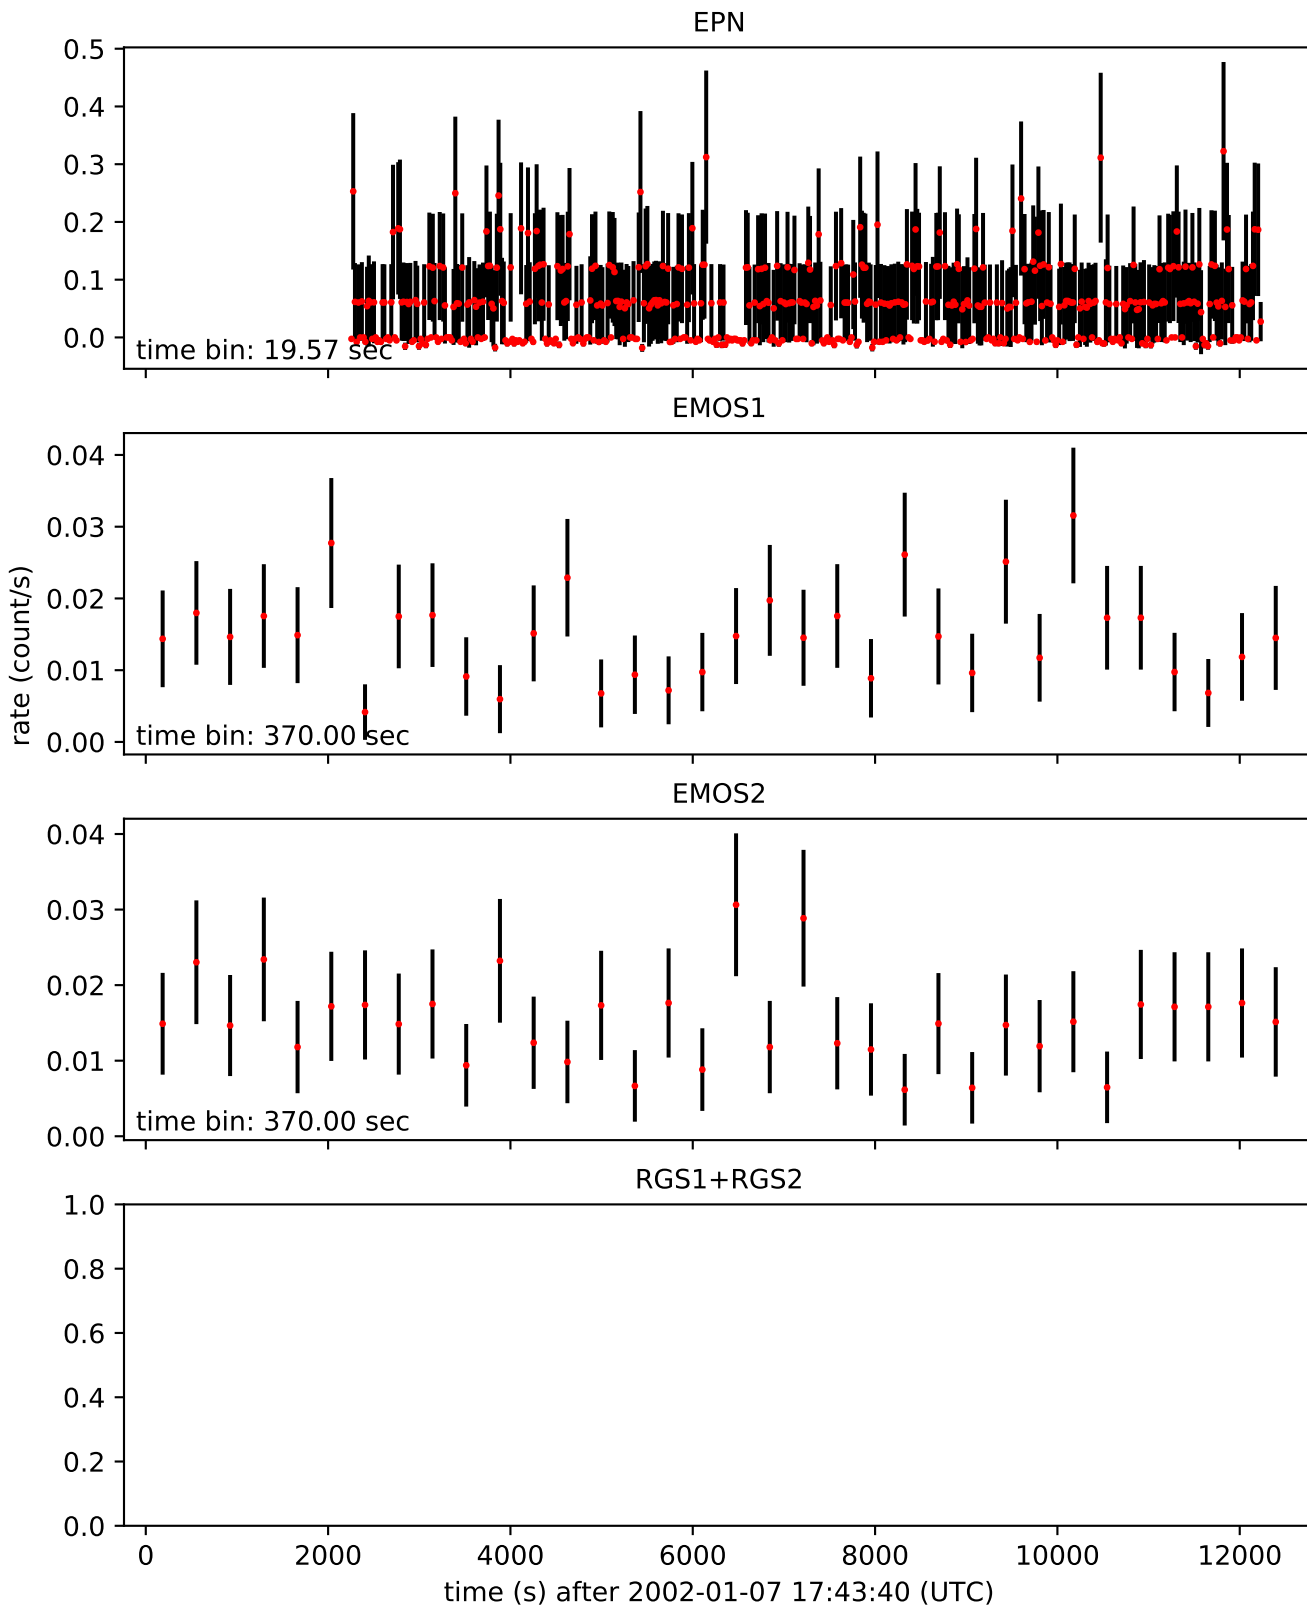 EPN
0.5
0.4
0.3
0.2
0.1
0.0
time bin: 19.57 sec
EMOS1
0.04
0.03
0.02
0.01
0.00
time bin: 370.00 sec
rate (count/s)
EMOS2
0.04
0.03
0.02
0.01
0.00
time bin: 370.00 sec
RGS1+RGS2
1.0
0.8
0.6
0.4
0.2
0.0
0 2000 4000 6000 8000 10000 12000
time (s) after 2002-01-07 17:43:40 (UTC)